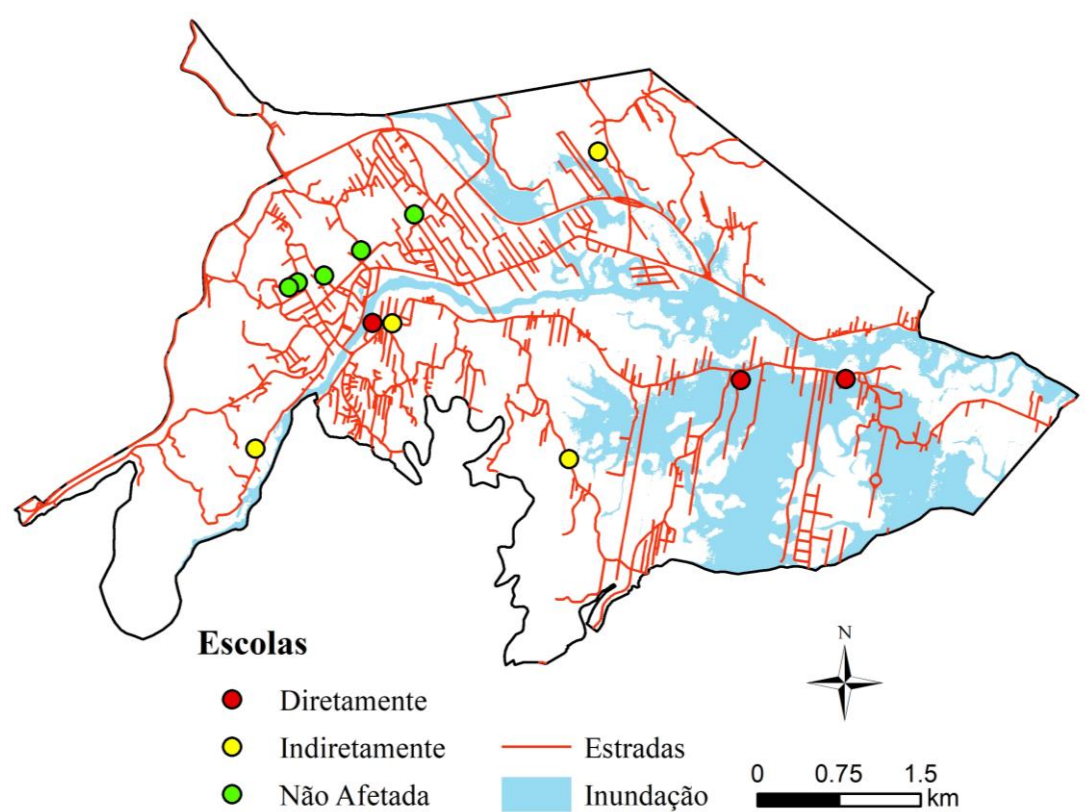 N
Escolas
Diretamente
Indiretamente
Estradas
Não Afetada
Inundação
0 0.75 1.5
km